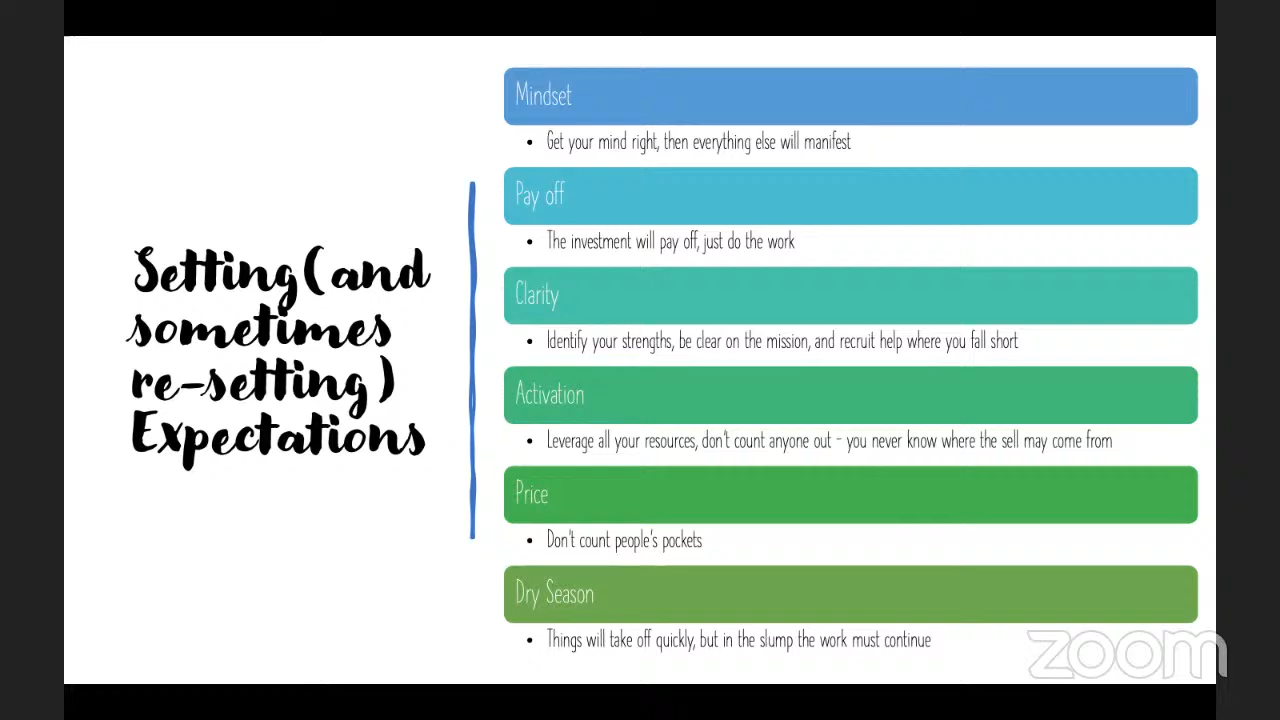 Setting(and
sometimes
re-setting)
Expectations
Mindset
• Get your mind right, then everything else will manifest
Pay off
• The investment will pay off, just do the work
Clarity
• Identify your strengths, be clear on the mission, and recruit help where you fall short
Activation
• Leverage all your resources, don't count anyone out - you never know where the sell may come from
Price
• Don't count people's pockets
Dry Season
• Things will take off quickly, but in the slump the work must continue
zoom